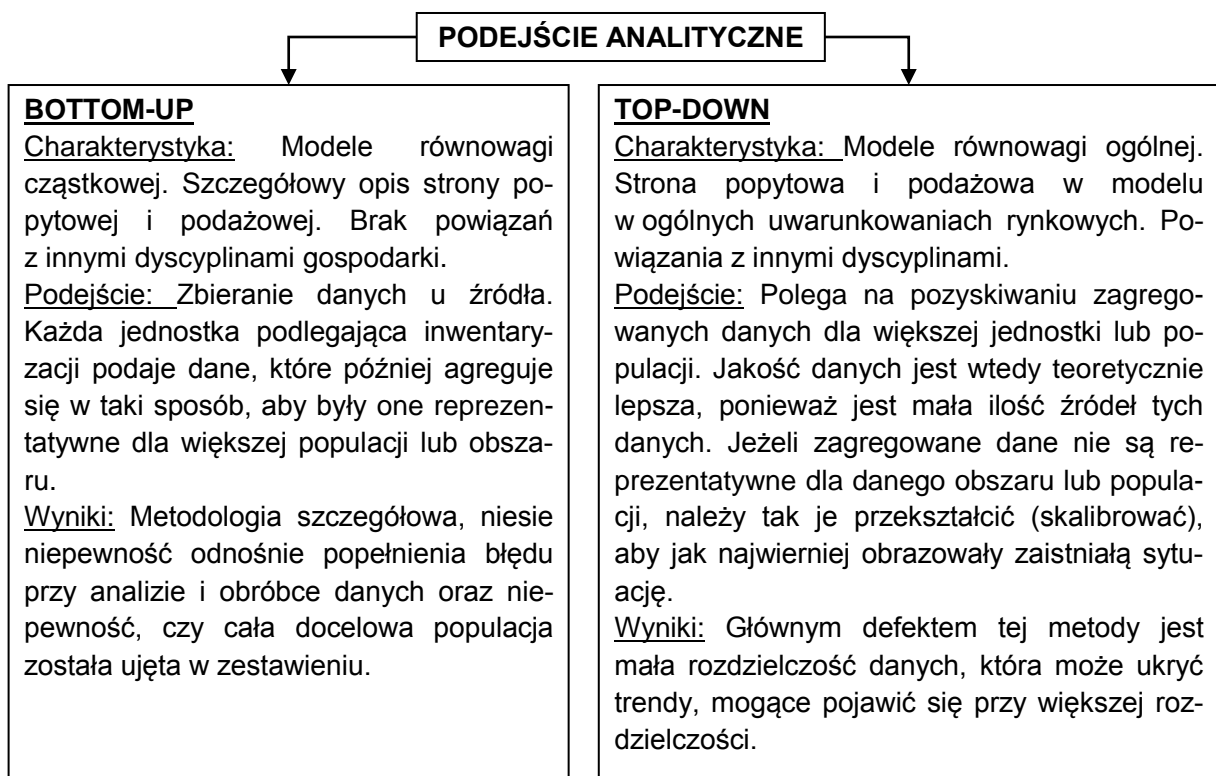 PODEJŚCIE ANALITYCZNE
BOTTOM-UP
Charakterystyka: Modele równowagi
cząstkowej. Szczegółowy opis strony po-
pytowej i podażowej. Brak powiązań
z innymi dyscyplinami gospodarki.
Podejście: Zbieranie danych u źródła.
Każda jednostka podlegająca inwentary-
zacji podaje dane, które później agreguje
się w taki sposób, aby były one reprezen-
tatywne dla większej populacji lub obsza-
ru.
Wyniki: Metodologia szczegółowa, niesie
niepewność odnośnie popełnienia błędu
przy analizie i obróbce danych oraz nie-
pewność, czy cała docelowa populacja
została ujęta w zestawieniu.
TOP-DOWN
Charakterystyka: Modele równowagi ogólnej.
Strona popytowa i podażowa w modelu
w ogólnych uwarunkowaniach rynkowych. Po-
wiązania z innymi dyscyplinami.
Podejście: Polega na pozyskiwaniu zagrego-
wanych danych dla większej jednostki lub po-
pulacji. Jakość danych jest wtedy teoretycznie
lepsza, ponieważ jest mała ilość źródeł tych
danych. Jeżeli zagregowane dane nie są re-
prezentatywne dla danego obszaru lub popula-
cji, należy tak je przekształcić (skalibrować),
aby jak najwierniej obrazowały zaistniałą sytu-
ację.
Wyniki: Głównym defektem tej metody jest
mała rozdzielczość danych, która może ukryć
trendy, mogące pojawić się przy większej roz-
dzielczości.